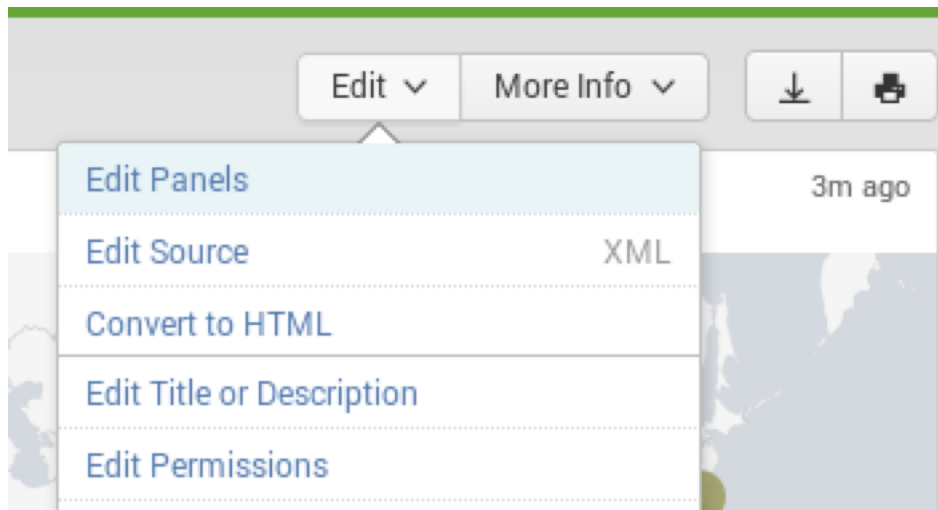 Edit More Info
Edit Panels
3m ago
Edit Source XML
Convert to HTML
Edit Title or Description
Edit Permissions